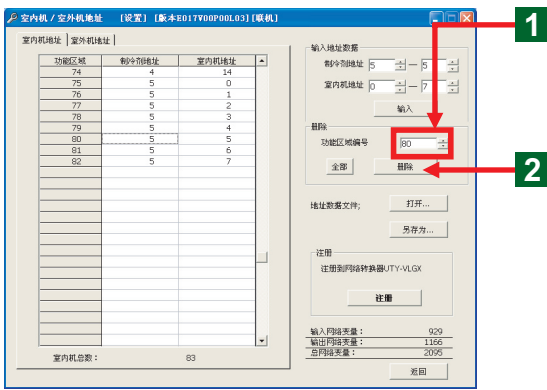 室内机 / 室外机地址 [设置] [版本E017V00P00L03] [联机]
室内机地址 室外机地址
功能区域 制冷剂地址 室内机地址
74 4 14
75 5 0
76 5 1
77 5 2
78 5 3
79 5 4
80 5 5
81 5 6
82 5 7
室内机总数： 83
输入地址数据
制冷剂地址 5 — 5
室内机地址 0 — 7
输入
删除
功能区域编号 80
全部 删除
地址数据文件; 打开...
另存为...
注册
注册到网络转换器UTY-VLGX
注册
输入网络变量： 929
输出网络变量： 1166
总网络变量： 2095
返回
1
2